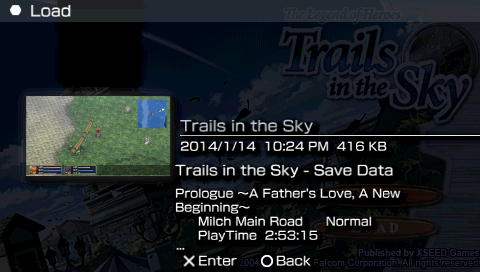 Load
The Legend of Heroes
Trails
in the Sky
Trails in the Sky
2014/1/14 10:24 PM 416 KB
Trails in the Sky - Save Data
Prologue ~A Father's Love, A New
Beginning~
Milch Main Road Normal
PlayTime 2:53:15
...
LOAD
Published by XSEED Games
✕Enter ○Back
2004 Falcom Corporation. All rights reserved.